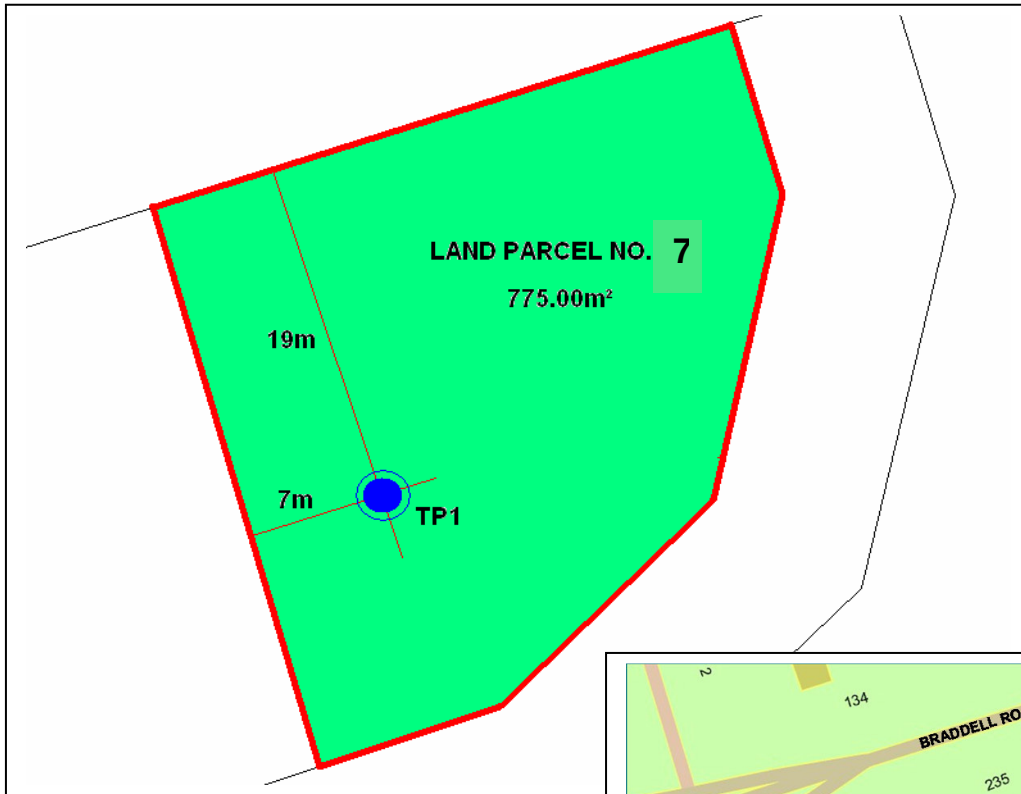 LAND PARCEL NO. 7
775.00m²
19m
7m
TP1
2
134
BRADDELL RO
235